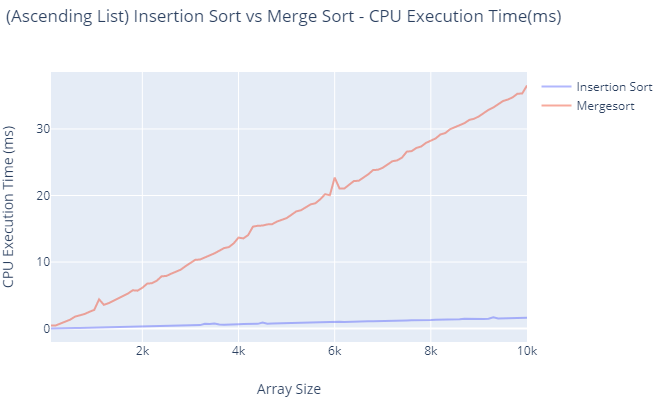 (Ascending List) Insertion Sort vs Merge Sort - CPU Execution Time(ms)
Insertion Sort
Mergesort
CPU Execution Time (ms)
30
20
10
0
2k 4k 6k 8k 10k
Array Size